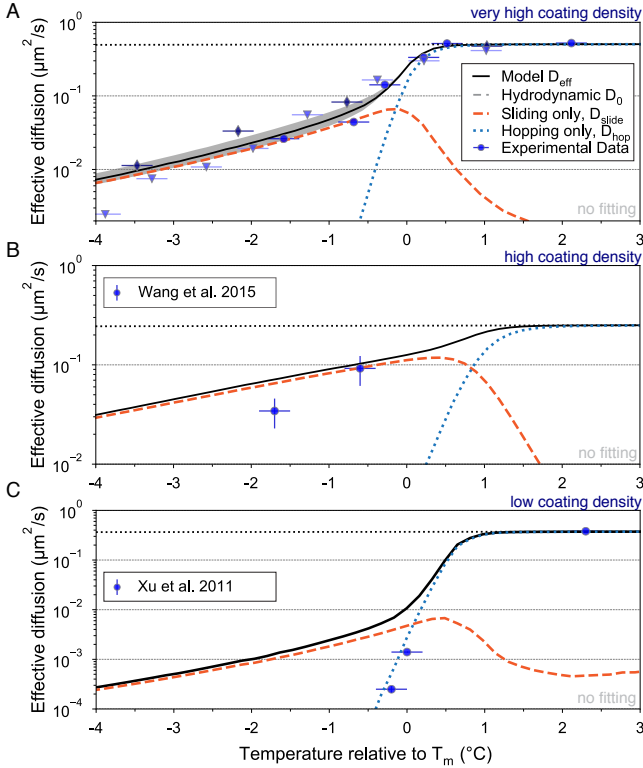 A
very high coating density
Effective diffusion (μm²/s)
10⁰
10⁻¹
10⁻²
Model D_eff
Hydrodynamic D_0
Sliding only, D_slide
Hopping only, D_hop
Experimental Data
no fitting
-4 -3 -2 -1 0 1 2 3
B
high coating density
Effective diffusion (μm²/s)
10⁰
10⁻¹
10⁻²
Wang et al. 2015
no fitting
-4 -3 -2 -1 0 1 2 3
C
low coating density
Effective diffusion (μm²/s)
10⁰
10⁻¹
10⁻²
10⁻³
10⁻⁴
Xu et al. 2011
no fitting
-4 -3 -2 -1 0 1 2 3
Temperature relative to T_m (°C)